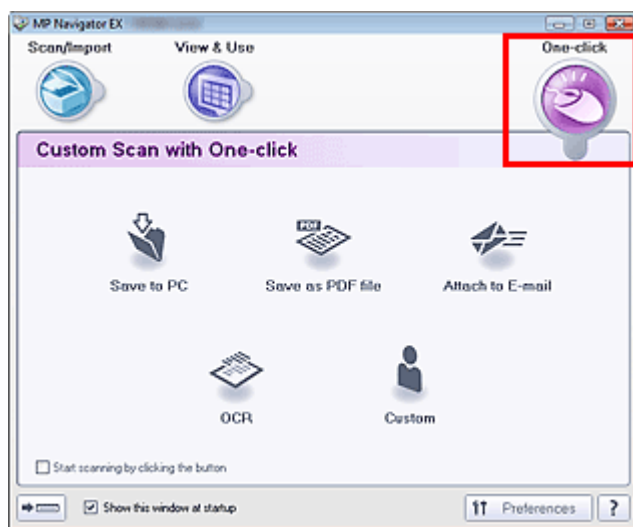 MP Navigator EX
Scan/Import
View & Use
One-click
Custom Scan with One-click
PDF
Save to PC
Save as PDF file
Attach to E-mail
OCR
Custom
Start scanning by clicking the button
Show this window at startup
Preferences
?